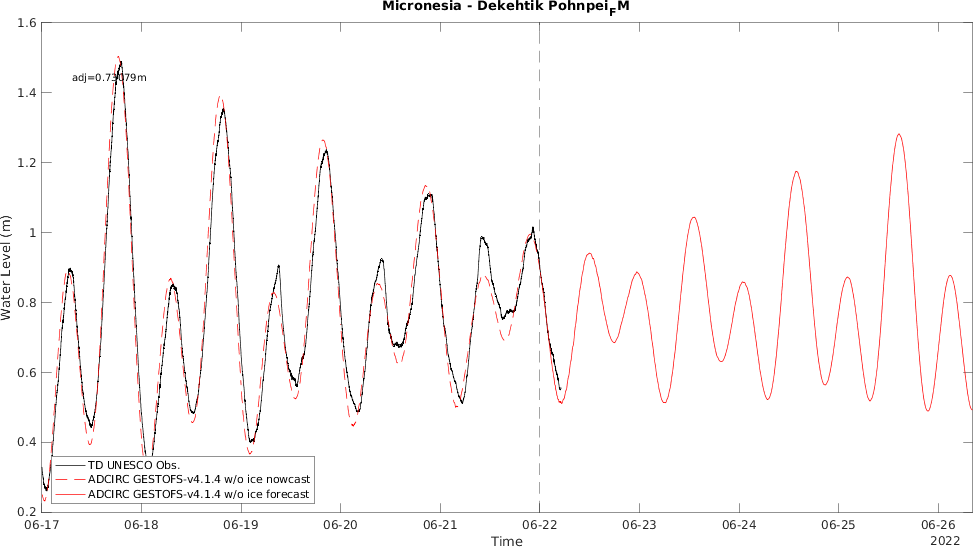 Micronesia - Dekehtik Pohnpei_FM
1.6
adj=0.73079m
1.4
1.2
1
0.8
0.6
0.4
0.2
Water Level (m)
TD UNESCO Obs.
ADCIRC GESTOFS-v4.1.4 w/o ice nowcast
ADCIRC GESTOFS-v4.1.4 w/o ice forecast
06-17 06-18 06-19 06-20 06-21 06-22 06-23 06-24 06-25 06-26
Time 2022